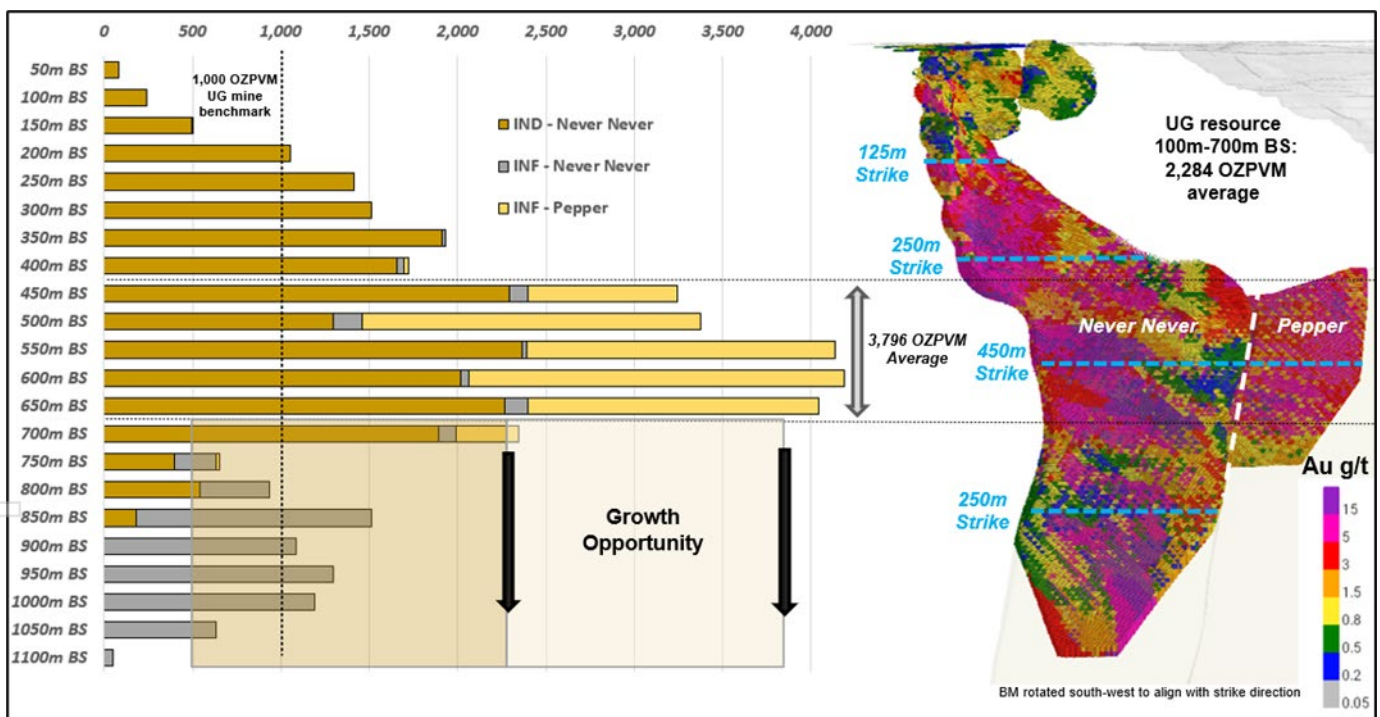 0 500 1,000 1,500 2,000 2,500 3,000 3,500 4,000
50m BS
100m BS
150m BS
200m BS
250m BS
300m BS
350m BS
400m BS
450m BS
500m BS
550m BS
600m BS
650m BS
700m BS
750m BS
800m BS
850m BS
900m BS
950m BS
1000m BS
1050m BS
1100m BS
1,000 OZPVM
UG mine
benchmark
IND - Never Never
INF - Never Never
INF - Pepper
3,796 OZPVM
Average
Growth
Opportunity
UG resource
100m-700m BS:
2,284 OZPVM
average
125m
Strike
250m
Strike
Never Never
Pepper
450m
Strike
250m
Strike
Au g/t
15
5
3
1.5
0.8
0.5
0.2
0.05
BM rotated south-west to align with strike direction